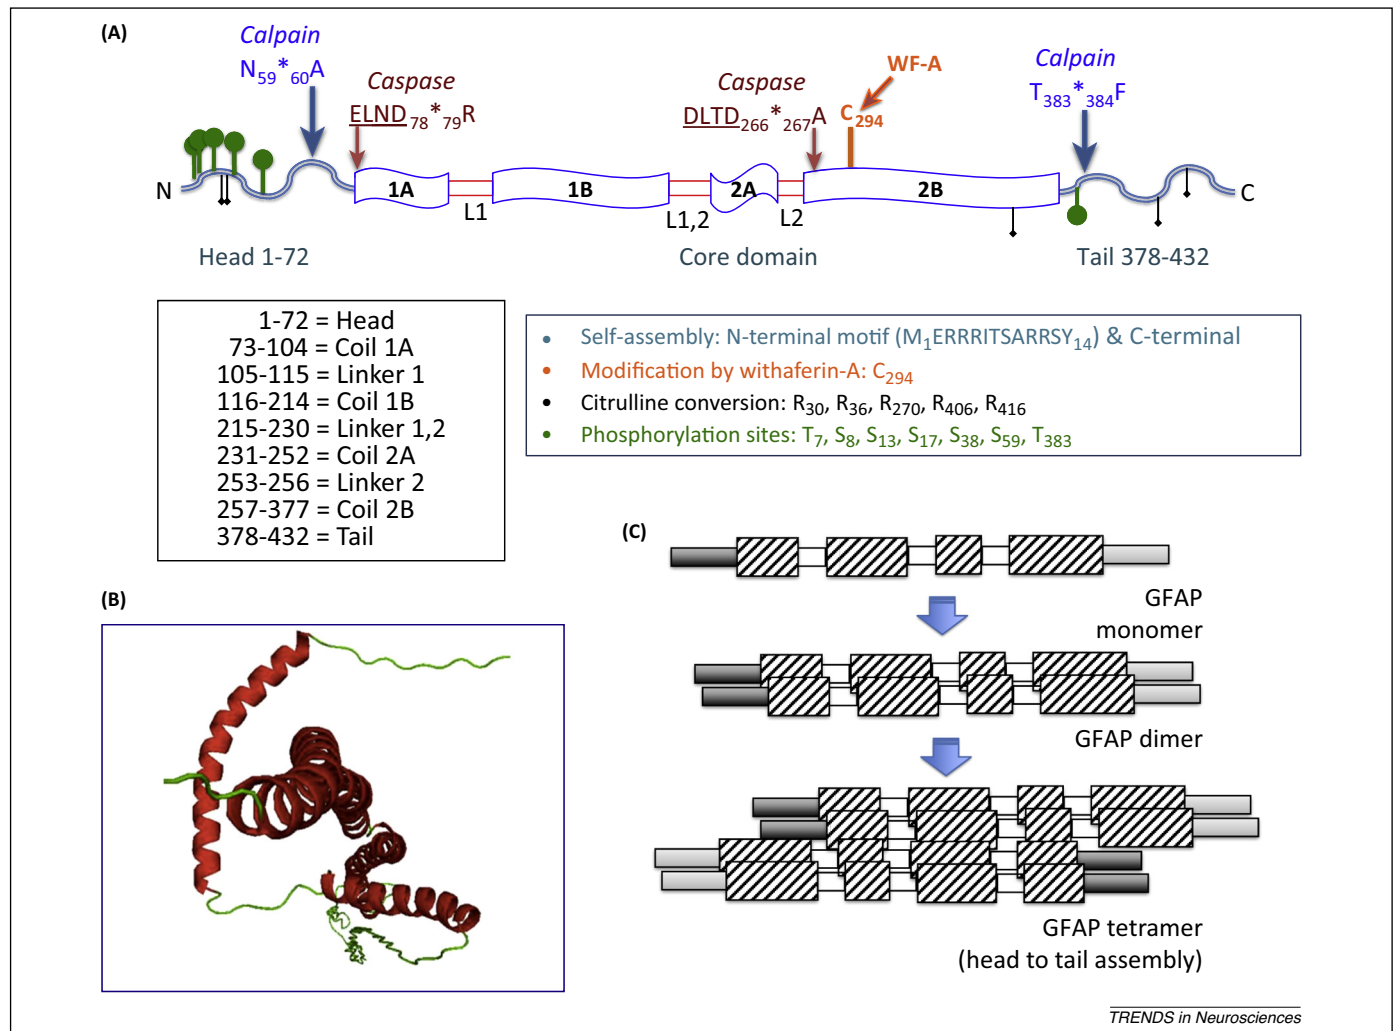 (A)
Calpain
N59*60A
Caspase
ELND78*79R
Caspase
DLTD266*267A
WF-A
C294
Calpain
T383*384F
N
1A
1B
2A
2B
C
L1
L1,2
L2
Head 1-72
Core domain
Tail 378-432
1-72 = Head
73-104 = Coil 1A
105-115 = Linker 1
116-214 = Coil 1B
215-230 = Linker 1,2
231-252 = Coil 2A
253-256 = Linker 2
257-377 = Coil 2B
378-432 = Tail
• Self-assembly: N-terminal motif (M1ERRRITSARRSY14) & C-terminal
• Modification by withaferin-A: C294
• Citrulline conversion: R30, R36, R270, R406, R416
• Phosphorylation sites: T7, S8, S13, S17, S38, S59, T383
(B)
(C)
GFAP
monomer
GFAP dimer
GFAP tetramer
(head to tail assembly)
TRENDS in Neurosciences